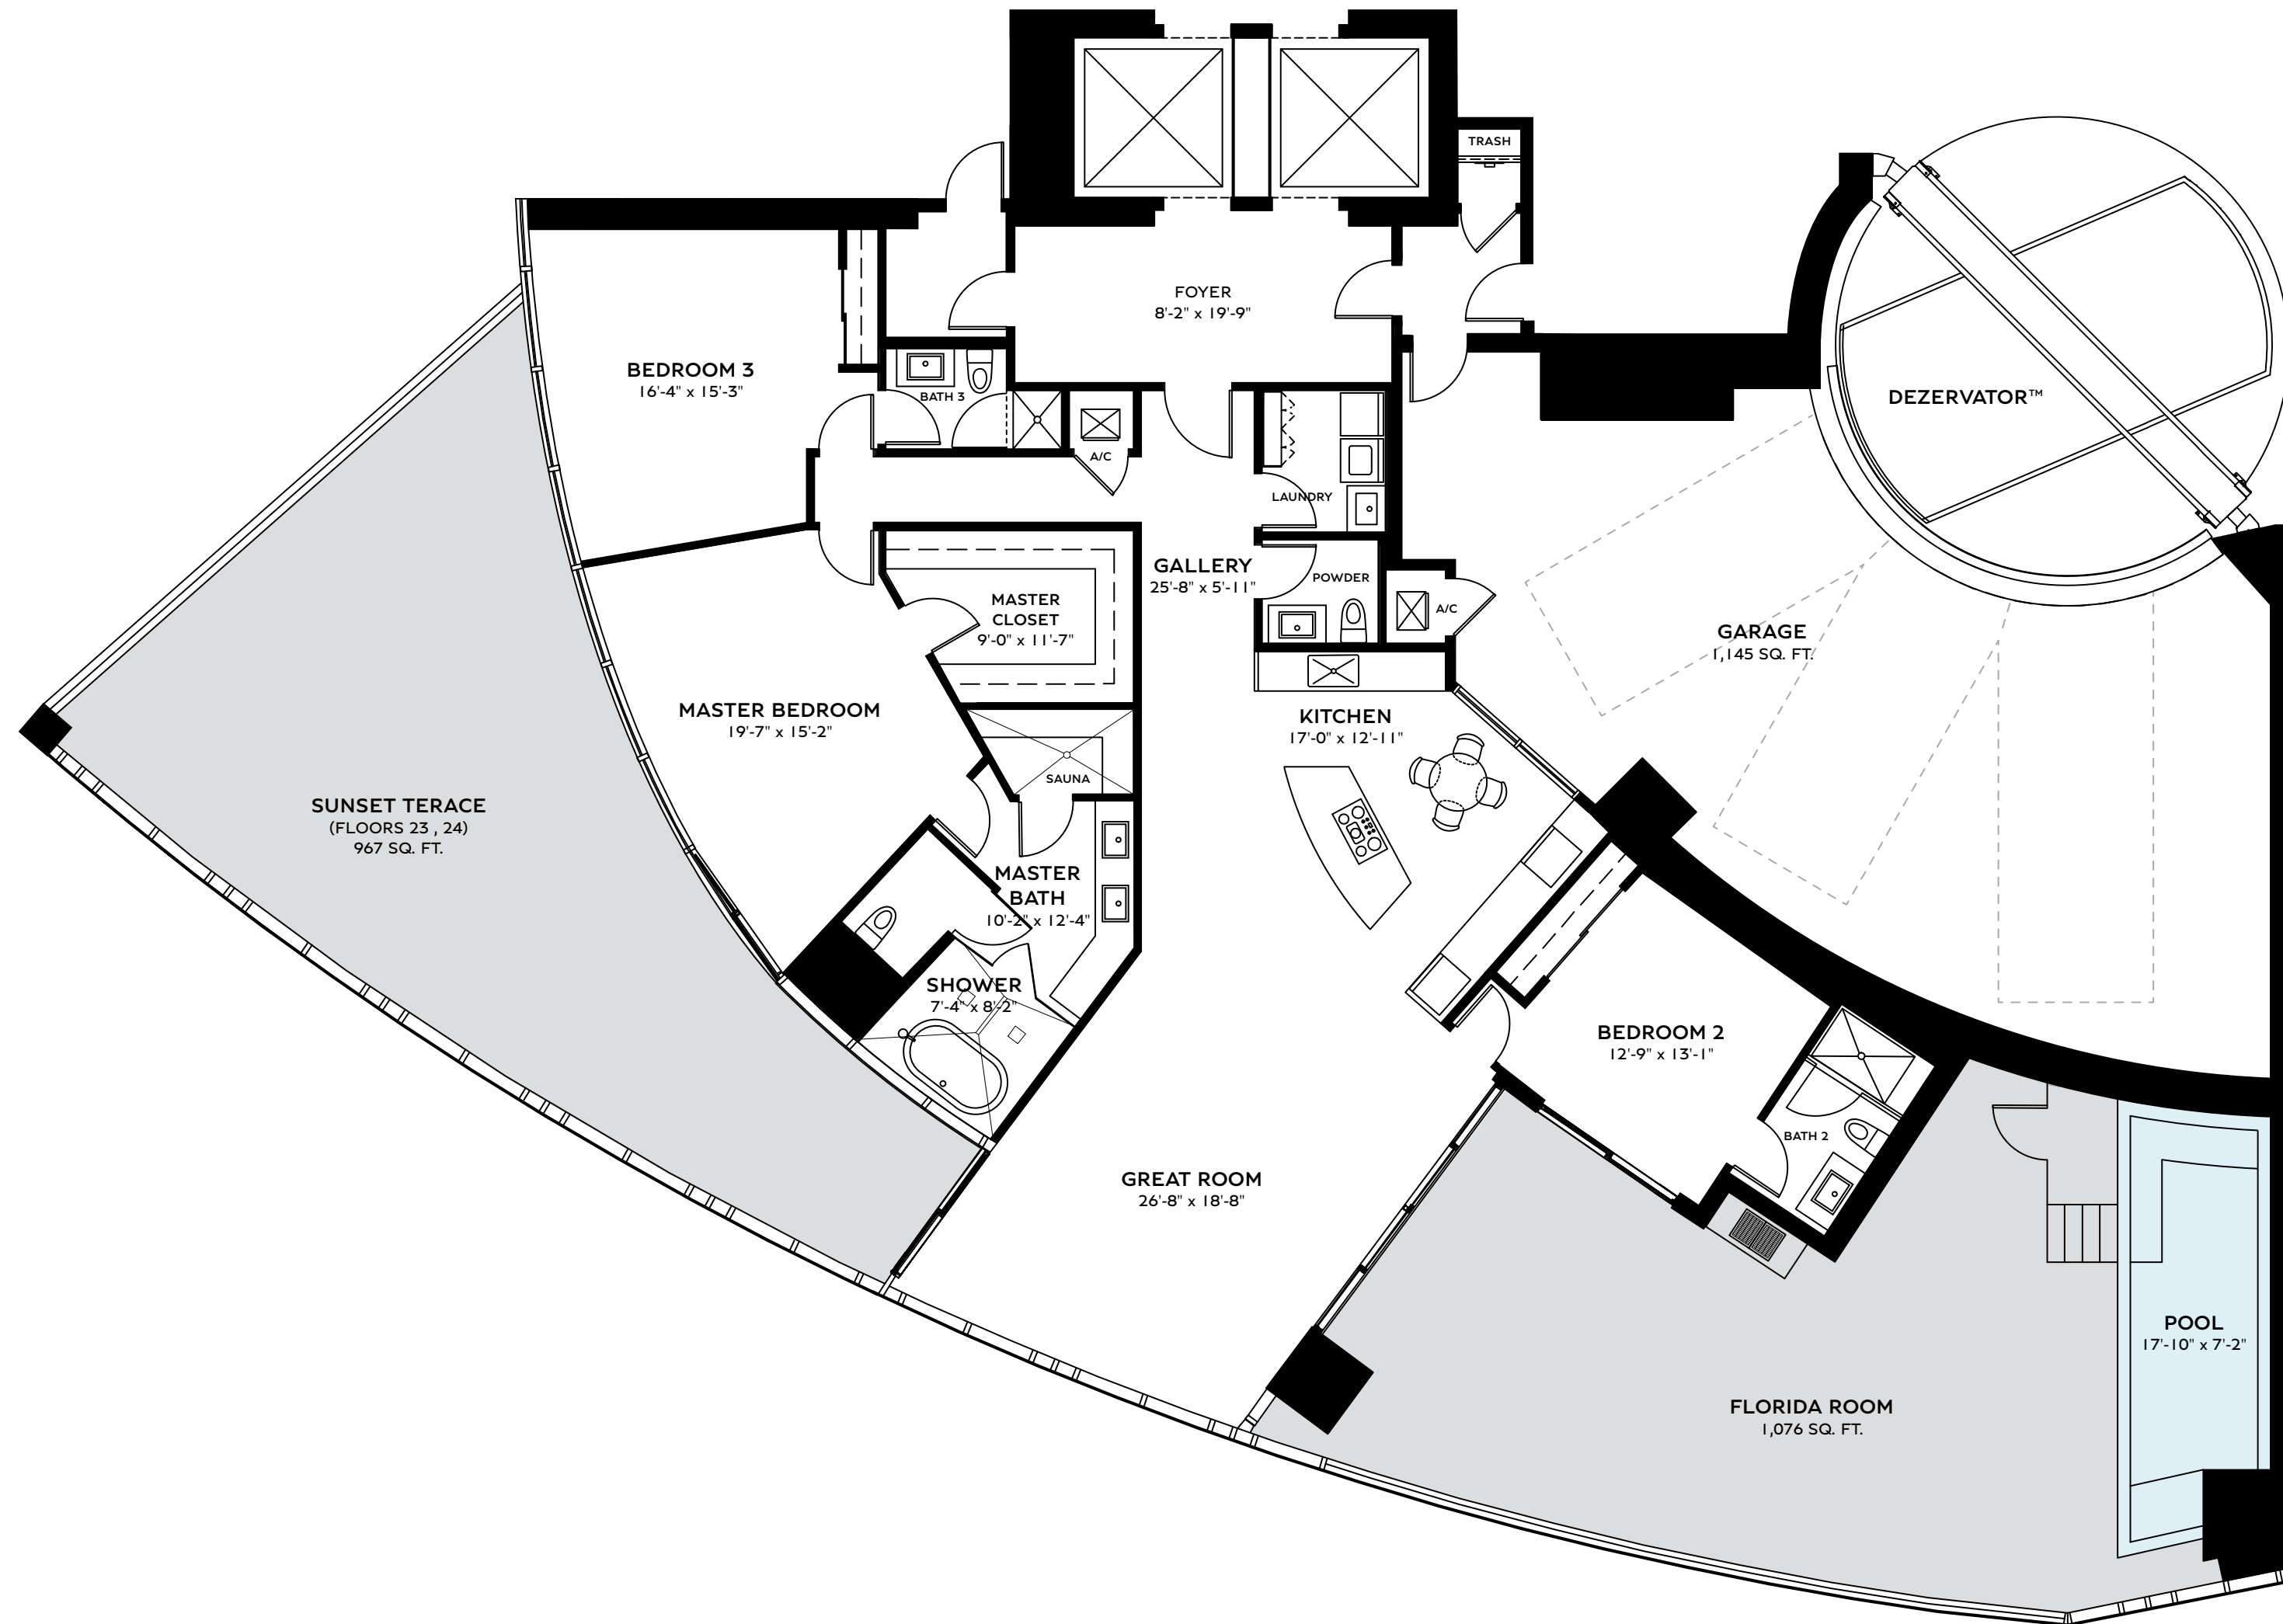 TRASH
FOYER
8'-2" x 19'-9"
BEDROOM 3
16'-4" x 15'-3"
BATH 3
DEZERVATOR™
A/C
LAUNDRY
GALLERY
25'-8" x 5'-11"
POWDER
MASTER
CLOSET
9'-0" x 11'-7"
A/C
GARAGE
1,145 SQ. FT.
MASTER BEDROOM
19'-7" x 15'-2"
KITCHEN
17'-0" x 12'-11"
SAUNA
SUNSET TERACE
(FLOORS 23 , 24)
967 SQ. FT.
MASTER
BATH
10'-2" x 12'-4"
SHOWER
7'-4" x 8'-2"
BEDROOM 2
12'-9" x 13'-1"
BATH 2
GREAT ROOM
26'-8" x 18'-8"
POOL
17'-10" x 7'-2"
FLORIDA ROOM
1,076 SQ. FT.